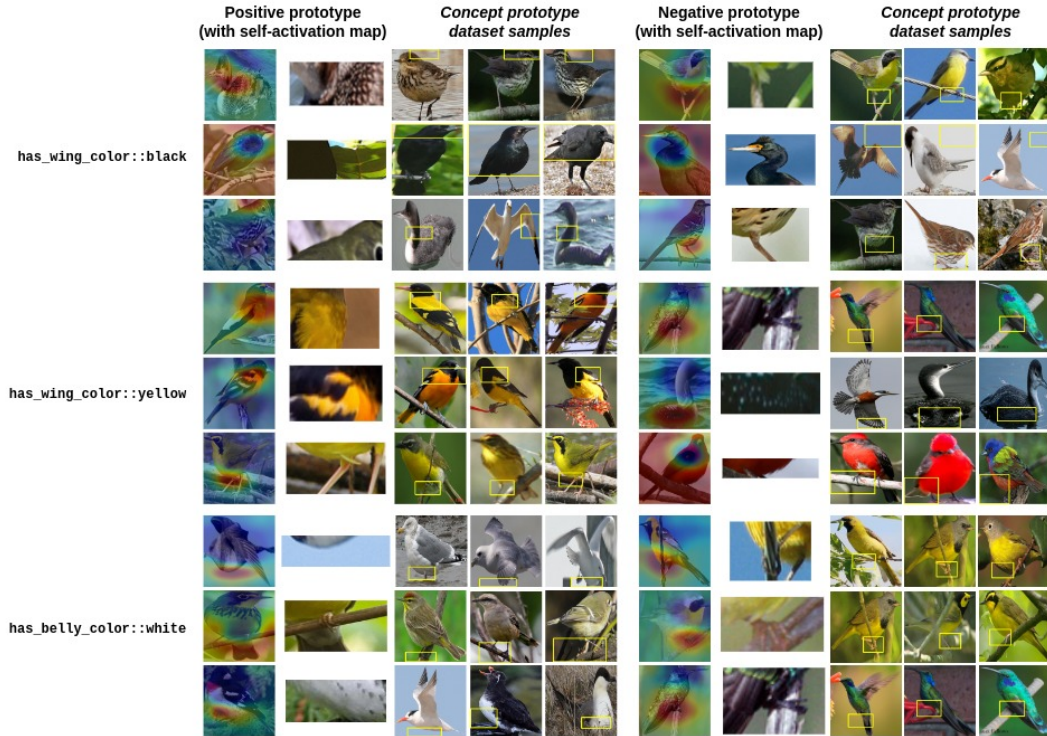 Positive prototype
(with self-activation map)
Concept prototype
dataset samples
Negative prototype
(with self-activation map)
Concept prototype
dataset samples
has_wing_color::black
has_wing_color::yellow
has_belly_color::white